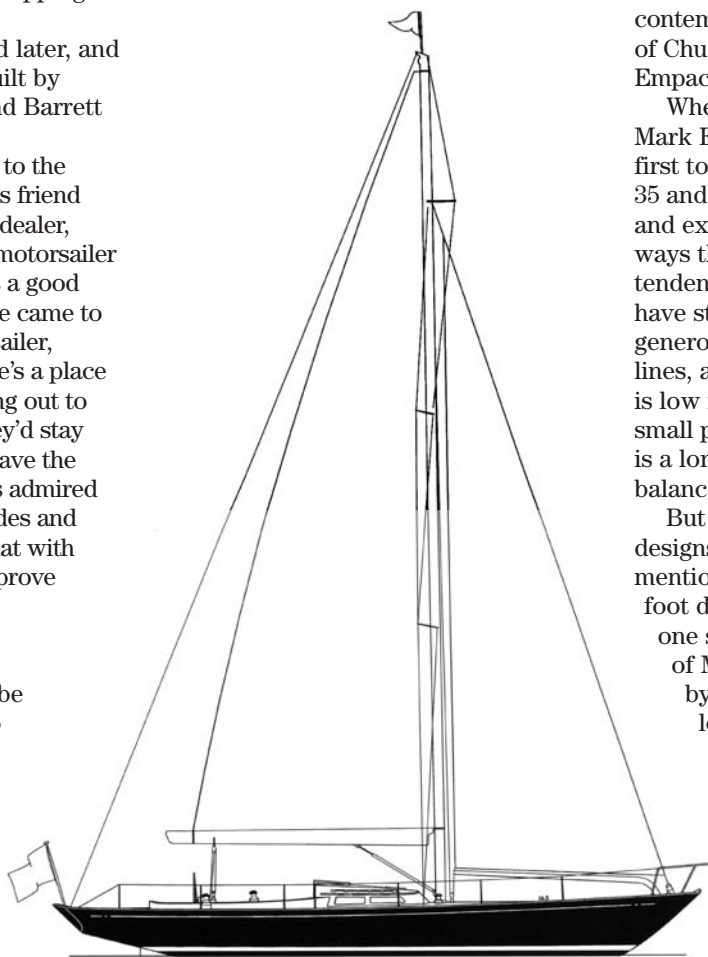 pping
d later, and
uilt by
nd Barrett
to the
s friend
dealer,
motorsailer
s a good
e came to
ailer,
e's a place
ng out to
ey'd stay
ave the
s admired
des and
at with
prove
be
contem
of Chu
Empac
Whe
Mark E
first to
35 and
and ex
ways th
tenden
have st
genero
lines, a
is low
small p
is a lon
balanc
But
designs
mentio
foot d
one s
of M
by
l